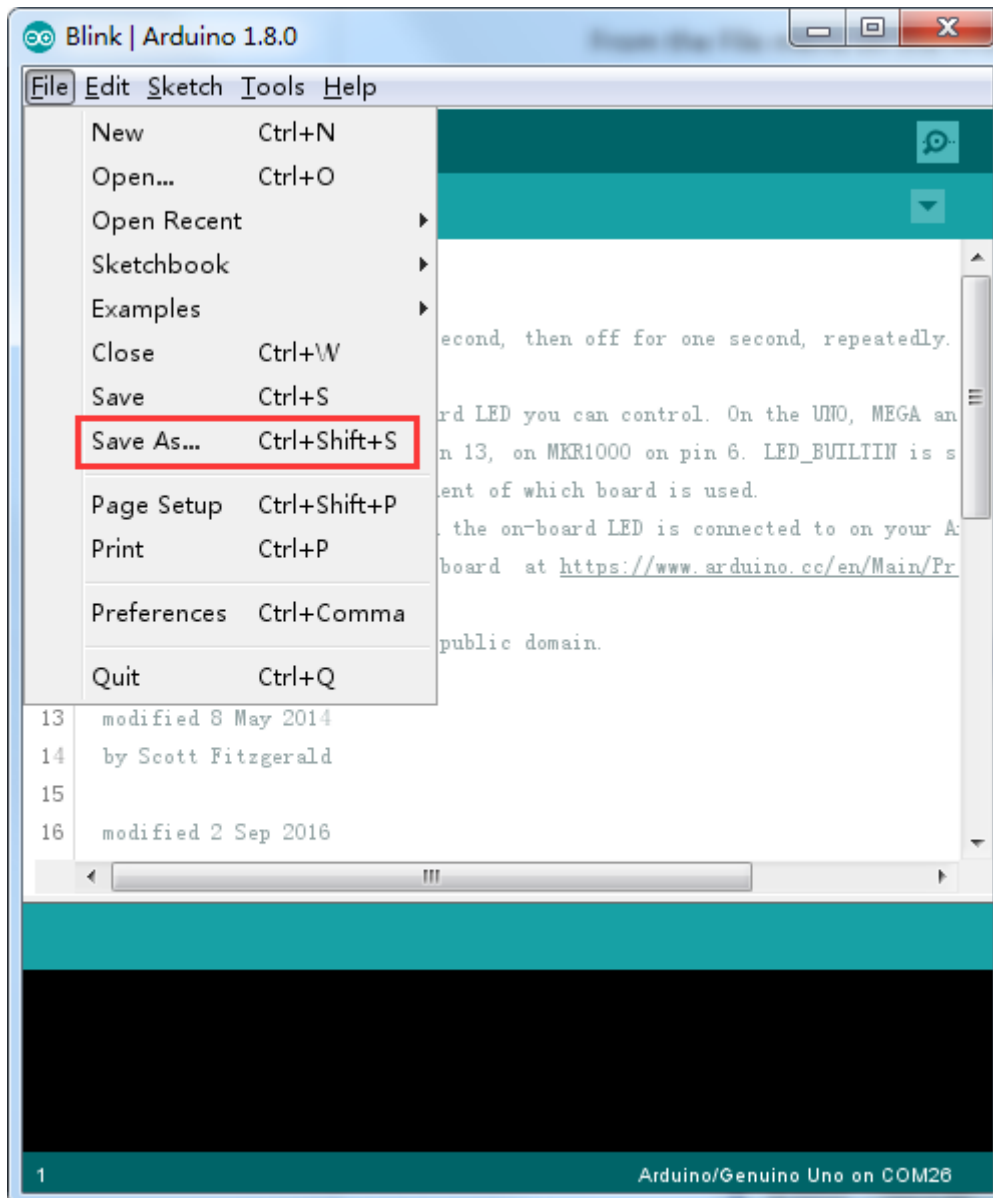 Blink | Arduino 1.8.0
File Edit Sketch Tools Help
New Ctrl+N
Open... Ctrl+O
Open Recent
Sketchbook
Examples
Close Ctrl+W
Save Ctrl+S
Save As... Ctrl+Shift+S
Page Setup Ctrl+Shift+P
Print Ctrl+P
Preferences Ctrl+Comma
Quit Ctrl+Q
econd, then off for one second, repeatedly.
rd LED you can control. On the UNO, MEGA an
n 13, on MKR1000 on pin 6. LED_BUILTIN is s
ent of which board is used.
the on-board LED is connected to on your A
board at https://www.arduino.cc/en/Main/Pr
public domain.
13 modified 8 May 2014
14 by Scott Fitzgerald
15
16 modified 2 Sep 2016
1 Arduino/Genuino Uno on COM26